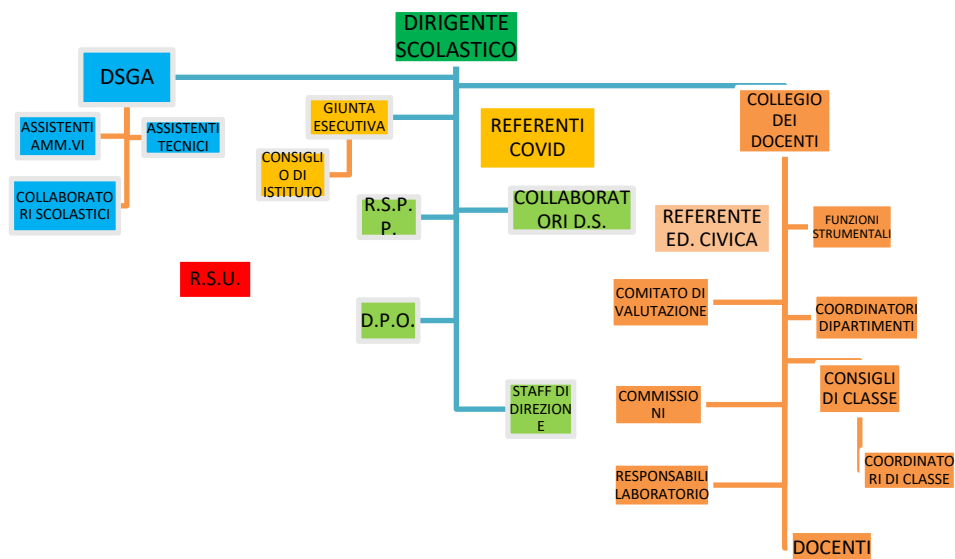 DIRIGENTE
SCOLASTICO
DSGA
ASSISTENTI
AMM.VI
ASSISTENTI
TECNICI
COLLABORATO
RI SCOLASTICI
GIUNTA
ESECUTIVA
CONSIGLI
O DI
ISTITUTO
REFERENTI
COVID
COLLEGIO
DEI
DOCENTI
R.S.P.
P.
COLLABORAT
ORI D.S.
REFERENTE
ED. CIVICA
FUNZIONI
STRUMENTALI
R.S.U.
COMITATO DI
VALUTAZIONE
D.P.O.
COORDINATORI
DIPARTIMENTI
STAFF DI
DIREZION
E
COMMISSIO
NI
CONSIGLI
DI CLASSE
RESPONSABILI
LABORATORIO
COORDINATO
RI DI CLASSE
DOCENTI